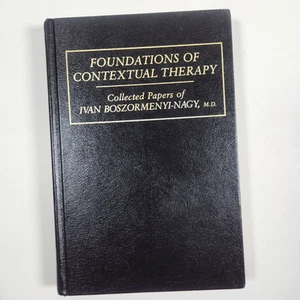 FOUNDATIONS OF
CONTEXTUAL THERAPY
Collected Papers of
IVAN BOSZORMENYI-NAGY, M.D.